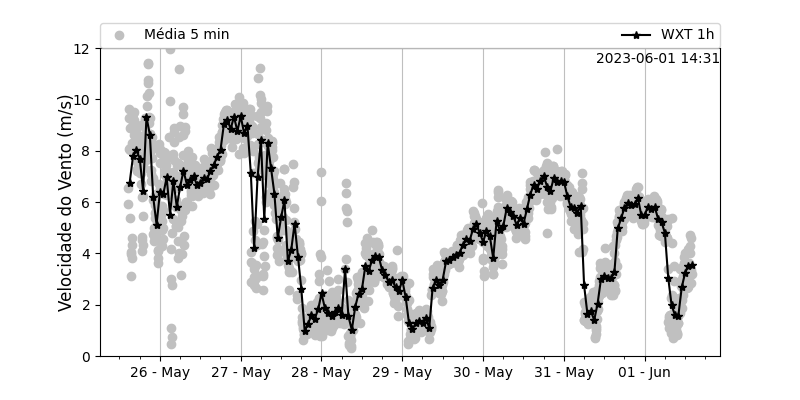 Média 5 min WXT 1h
2023-06-01 14:31
Velocidade do Vento (m/s)
12
10
8
6
4
2
0
26 - May 27 - May 28 - May 29 - May 30 - May 31 - May 01 - Jun